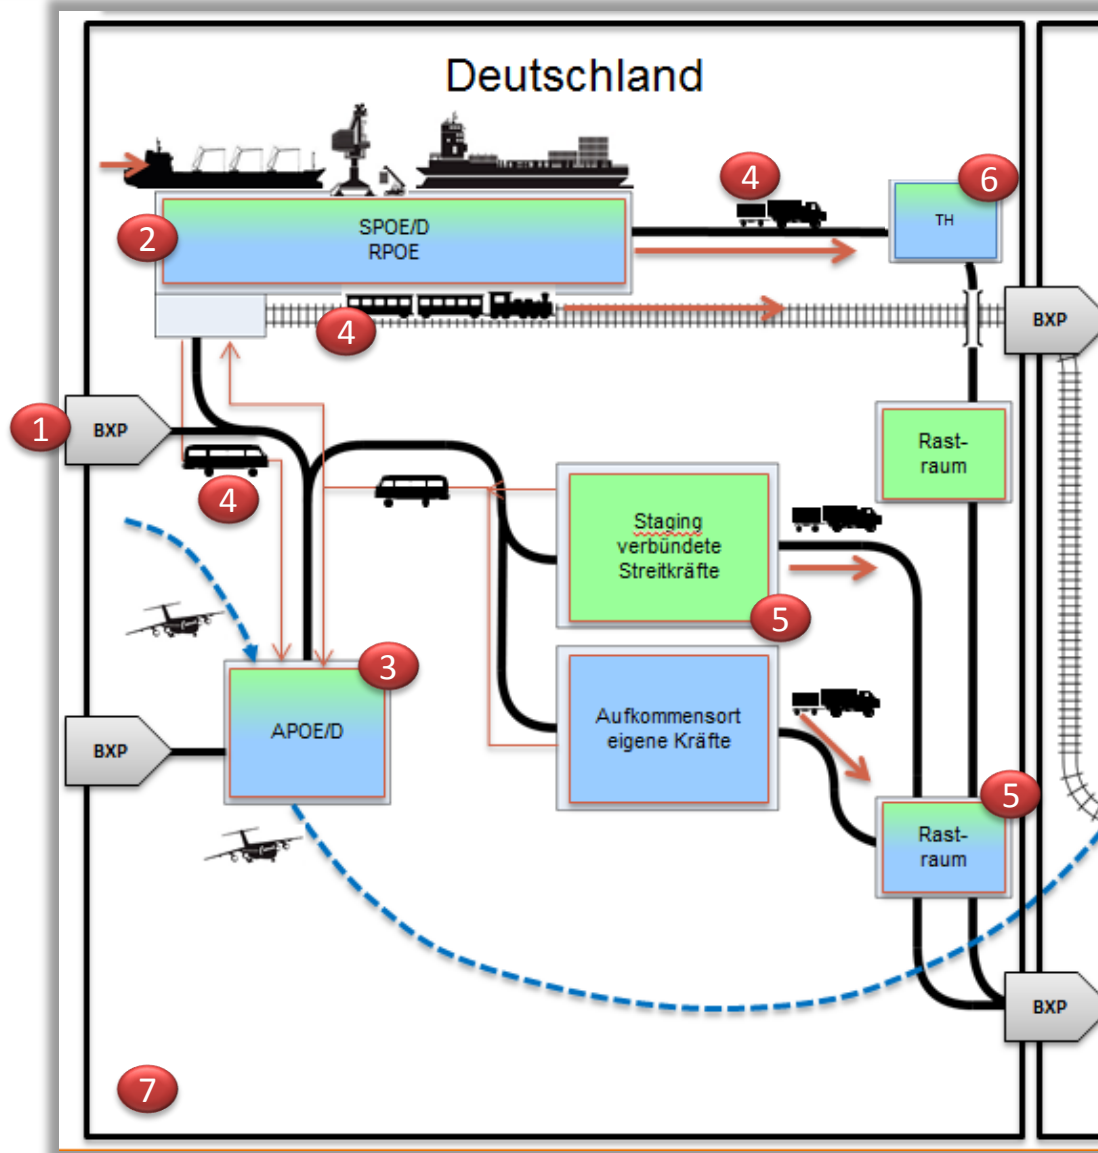 Deutschland
4
6
2
SPOE/D
RPOE
TH
4
BXP
1
BXP
4
Rast-
raum
Staging
verbündete
Streitkräfte
5
3
APOE/D
BXP
Aufkommensort
eigene Kräfte
5
Rast-
raum
BXP
7